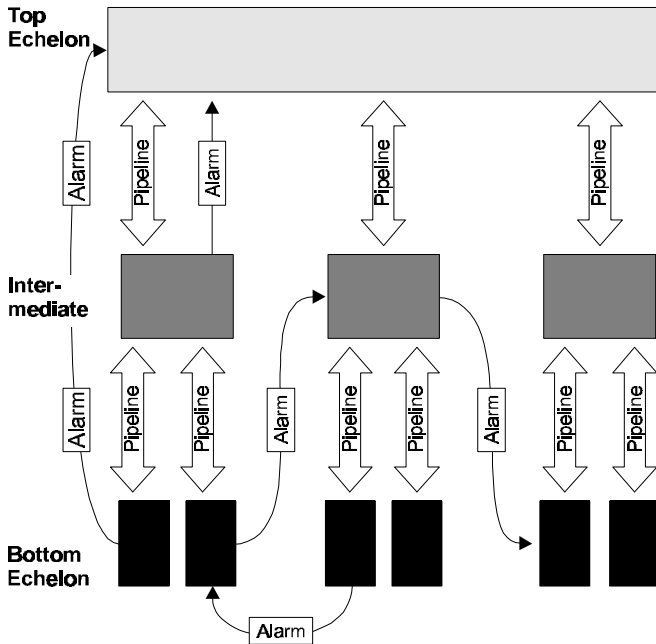 Top
Echelon
Pipeline
Alarm
Pipeline
Pipeline
Alarm
Inter-
mediate
Alarm
Pipeline
Pipeline
Alarm
Pipeline
Pipeline
Alarm
Pipeline
Pipeline
Bottom
Echelon
Alarm